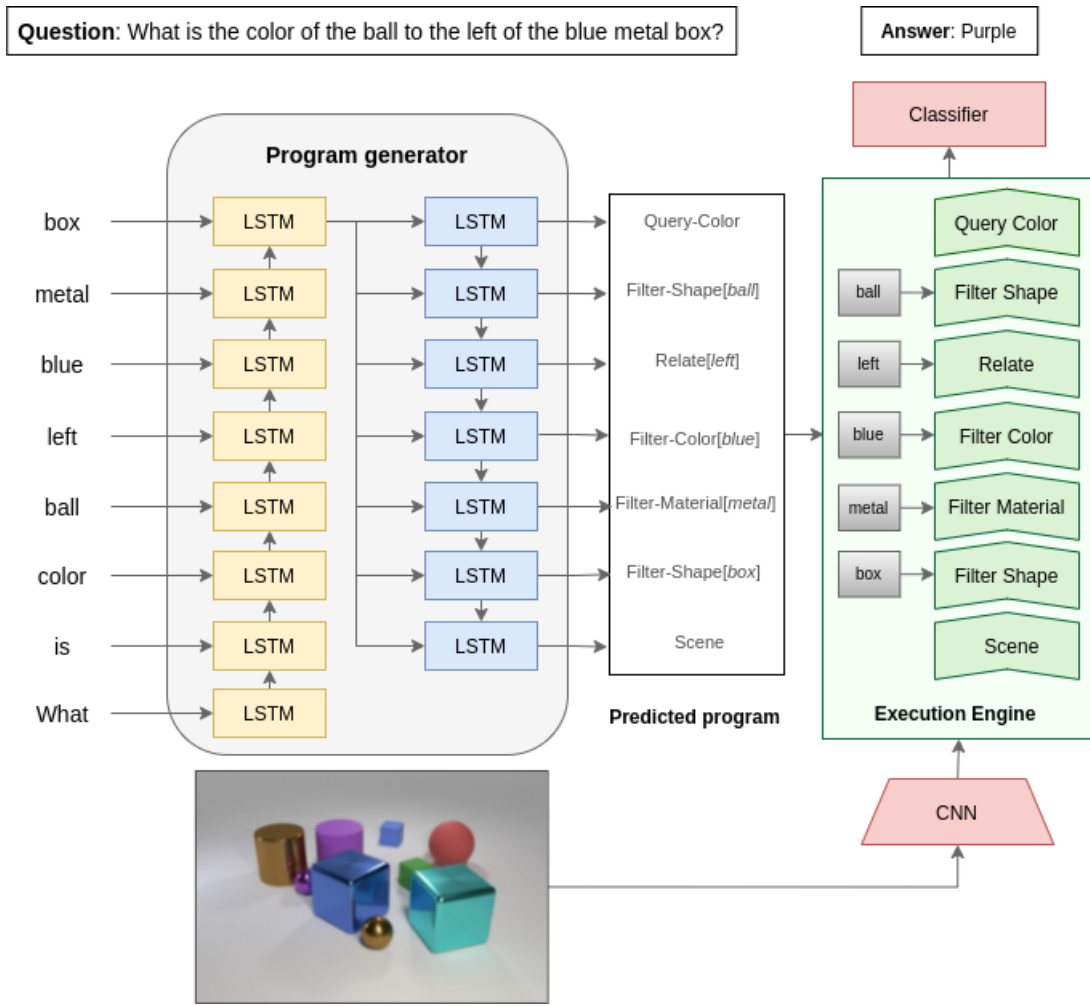 Question: What is the color of the ball to the left of the blue metal box?
Answer: Purple
Classifier
Program generator
box
LSTM
LSTM
Query-Color
Query Color
metal
LSTM
LSTM
Filter-Shape[ball]
ball
Filter Shape
blue
LSTM
LSTM
Relate[left]
left
Relate
left
LSTM
LSTM
Filter-Color[blue]
blue
Filter Color
ball
LSTM
LSTM
Filter-Material[metal]
metal
Filter Material
color
LSTM
LSTM
Filter-Shape[box]
box
Filter Shape
is
LSTM
LSTM
Scene
Scene
What
LSTM
Predicted program
Execution Engine
CNN